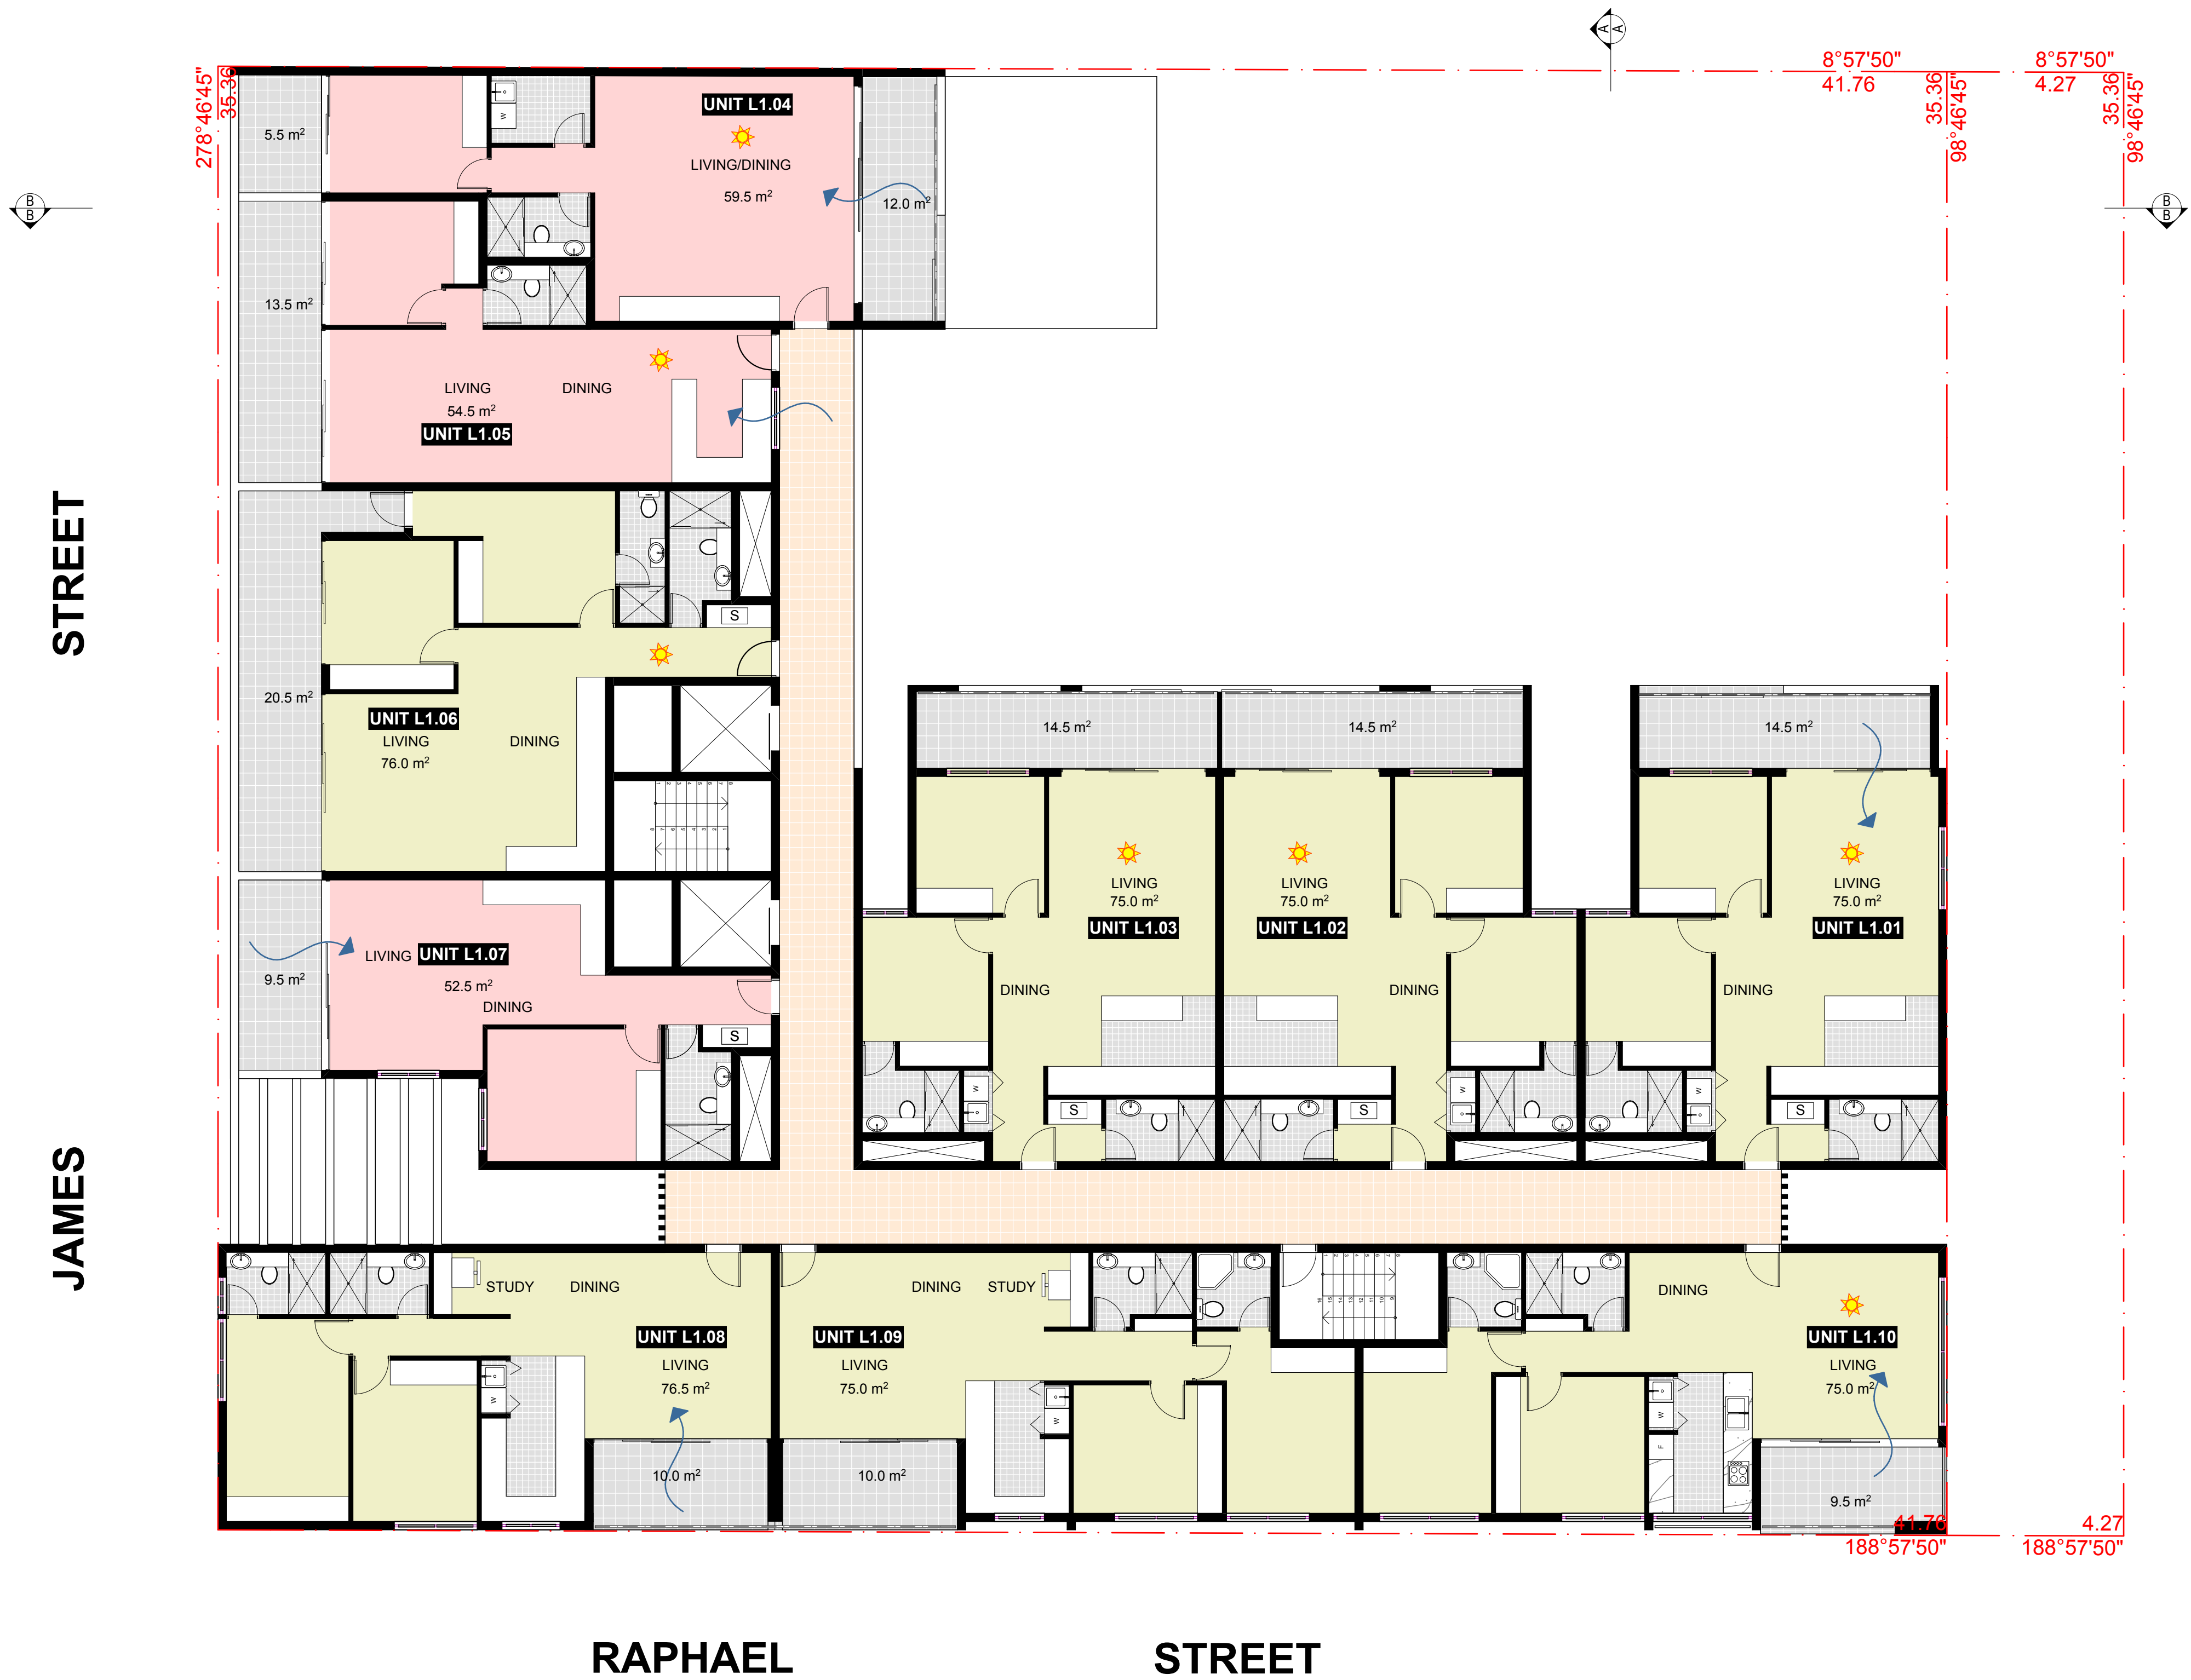 A
A
8°57'50"
41.76
8°57'50"
4.27
278°46'45"
35.36
35.36
98°46'45"
35.36
98°46'45"
B
B
B
B
UNIT L1.04
LIVING/DINING
59.5 m²
5.5 m²
12.0 m²
W
13.5 m²
LIVING
DINING
54.5 m²
UNIT L1.05
STREET
S
20.5 m²
UNIT L1.06
LIVING
DINING
76.0 m²
14.5 m²
14.5 m²
14.5 m²
LIVING
75.0 m²
UNIT L1.03
LIVING
75.0 m²
UNIT L1.02
LIVING
75.0 m²
UNIT L1.01
LIVING
UNIT L1.07
9.5 m²
52.5 m²
DINING
DINING
DINING
DINING
S
W
W
W
S
S
S
JAMES
STUDY
DINING
DINING
STUDY
DINING
UNIT L1.08
LIVING
76.5 m²
UNIT L1.09
LIVING
75.0 m²
UNIT L1.10
LIVING
75.0 m²
W
W
W
F
10.0 m²
10.0 m²
9.5 m²
41.76
188°57'50"
4.27
188°57'50"
RAPHAEL
STREET